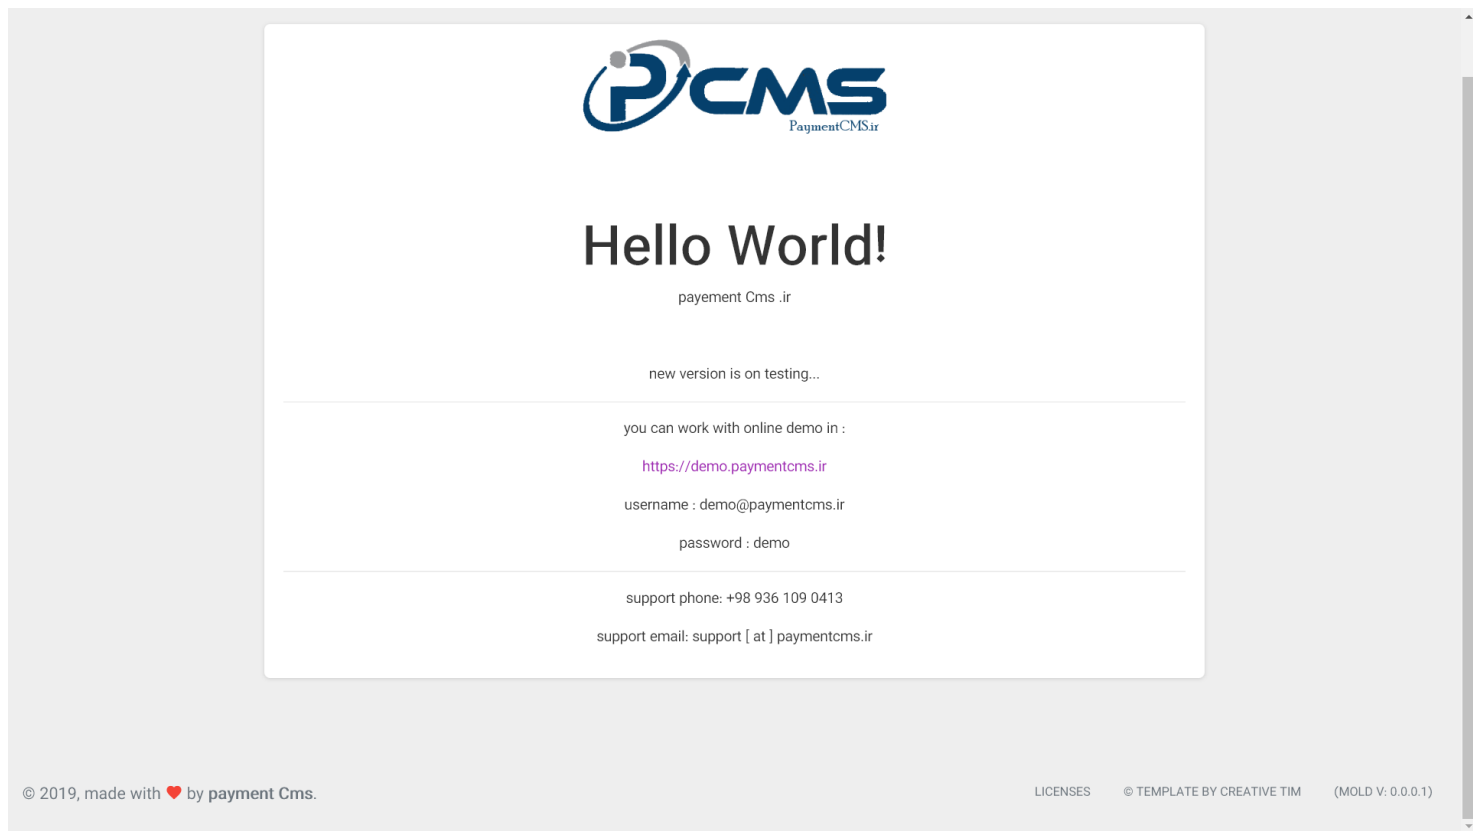 PCMS
PaymentCMS.ir
Hello World!
payement Cms .ir
new version is on testing...
you can work with online demo in :
https://demo.paymentcms.ir
username : demo@paymentcms.ir
password : demo
support phone: +98 936 109 0413
support email: support [ at ] paymentcms.ir
© 2019, made with ❤ by payment Cms.
LICENSES
© TEMPLATE BY CREATIVE TIM
(MOLD V: 0.0.0.1)